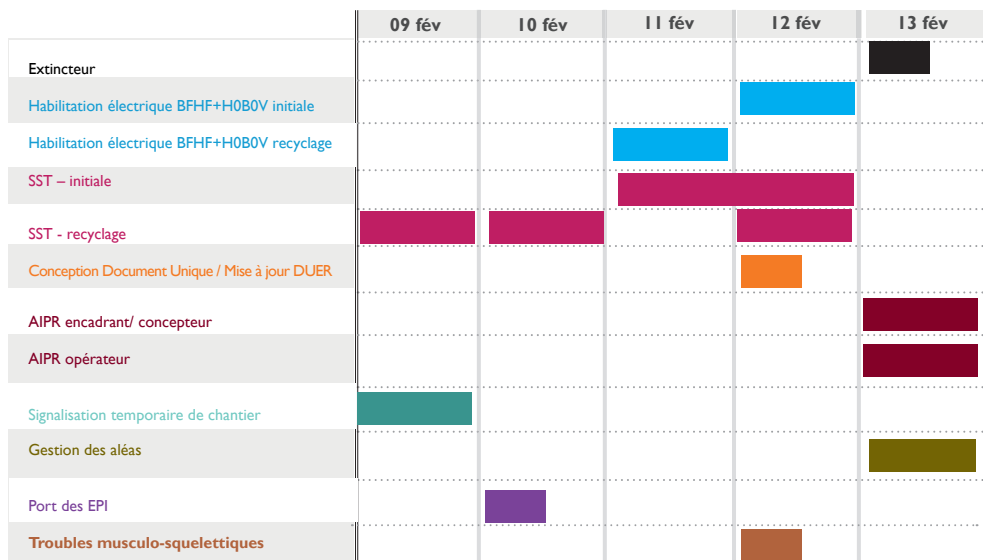 09 fév 10 fév 11 fév 12 fév 13 fév
Extincteur
Habilitation électrique BFHF+H0B0V initiale
Habilitation électrique BFHF+H0B0V recyclage
SST – initiale
SST - recyclage
Conception Document Unique / Mise à jour DUER
AIPR encadrant/ concepteur
AIPR opérateur
Signalisation temporaire de chantier
Gestion des aléas
Port des EPI
Troubles musculo-squelettiques